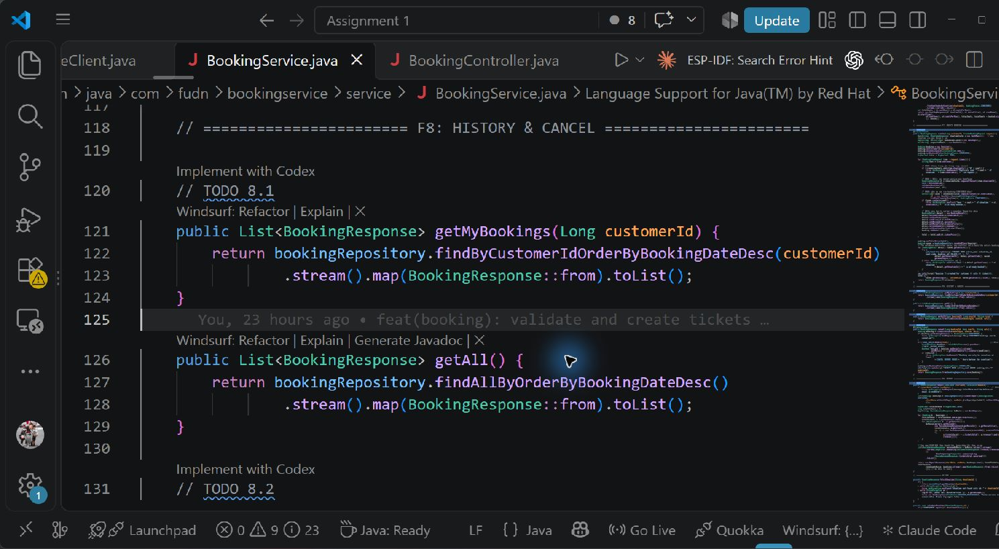 Assignment 1
8
Update
eClient.java
BookingService.java
BookingController.java
ESP-IDF: Search Error Hint
java > com > fudn > bookingservice > service > BookingService.java > Language Support for Java(TM) by Red Hat > BookingServi
117
118 // ======================= F8: HISTORY & CANCEL =======================
119
Implement with Codex
120 // TODO 8.1
Windsurf: Refactor | Explain | ×
121 public List<BookingResponse> getMyBookings(Long customerId) {
122 return bookingRepository.findByCustomerIdOrderByBookingDateDesc(customerId)
123 .stream().map(BookingResponse::from).toList();
124 }
125 You, 23 hours ago • feat(booking): validate and create tickets …
Windsurf: Refactor | Explain | Generate Javadoc | ×
126 public List<BookingResponse> getAll() {
127 return bookingRepository.findAllByOrderByBookingDateDesc()
128 .stream().map(BookingResponse::from).toList();
129 }
130
Implement with Codex
131 // TODO 8.2
1
Launchpad 0 9 23 Java: Ready LF {} Java Go Live Quokka Windsurf: {...} Claude Code